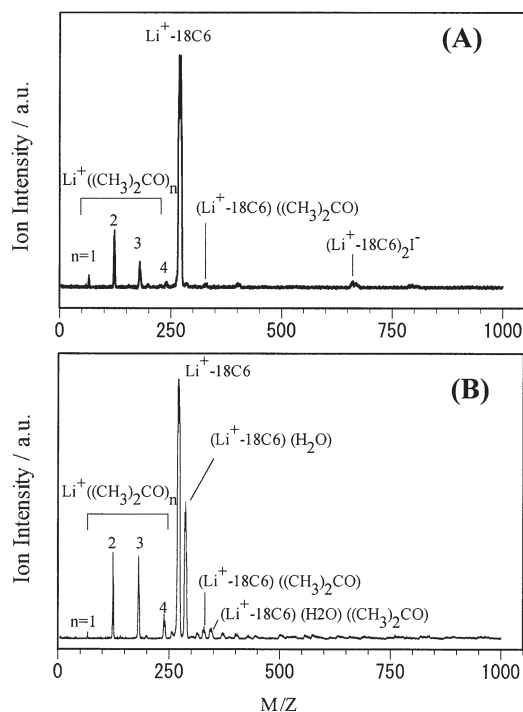 (A)
Li⁺-18C6
Li⁺((CH₃)₂CO)ₙ
n=1
2
3
4
(Li⁺-18C6) ((CH₃)₂CO)
(Li⁺-18C6)₂I⁻
Ion Intensity / a.u.
0 250 500 750 1000
(B)
Li⁺-18C6
(Li⁺-18C6) (H₂O)
Li⁺((CH₃)₂CO)ₙ
n=1
2
3
4
(Li⁺-18C6) ((CH₃)₂CO)
(Li⁺-18C6) (H2O) ((CH₃)₂CO)
Ion Intensity / a.u.
0 250 500 750 1000
M/Z